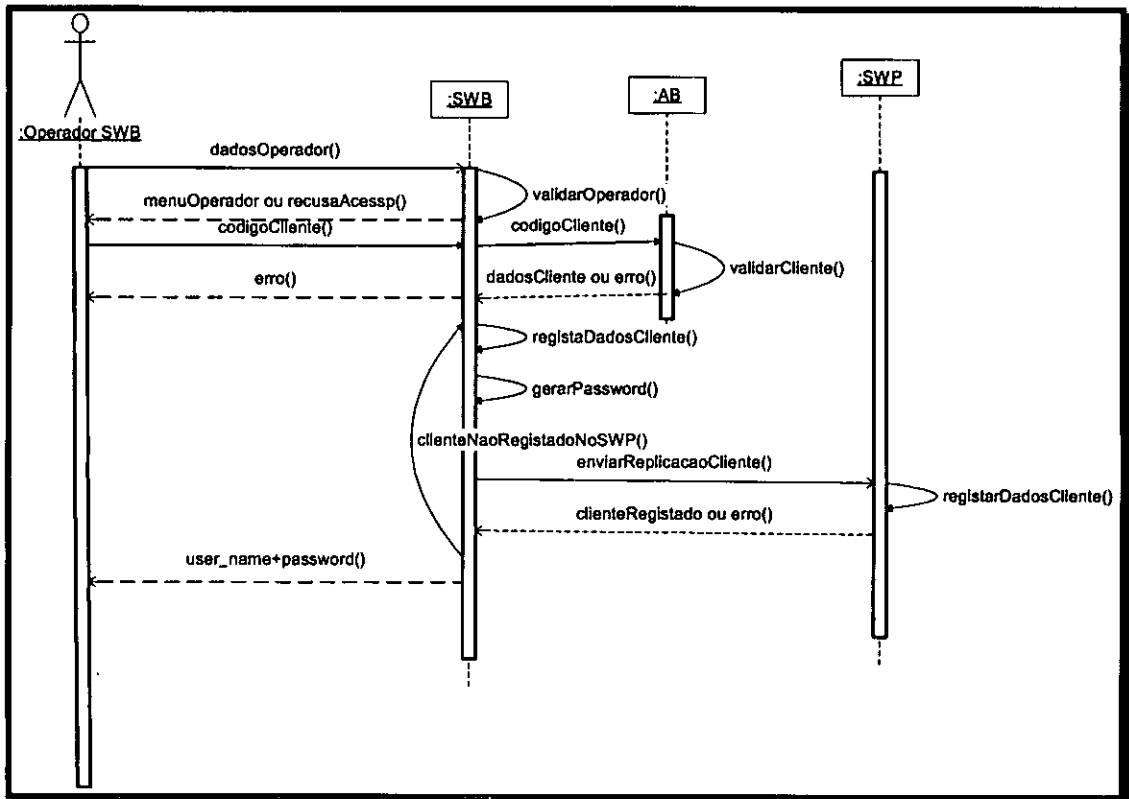 :SWP
:AB
:SWB
:Operador SWB
dadosOperador()
validarOperador()
menuOperador ou recusaAcessp()
codigoCliente()
codigoCliente()
validarCliente()
dadosCliente ou erro()
erro()
registaDadosCliente()
gerarPassword()
clienteNaoRegistadoNoSWP()
enviarReplicacaoCliente()
registarDadosCliente()
clienteRegistado ou erro()
user_name+password()